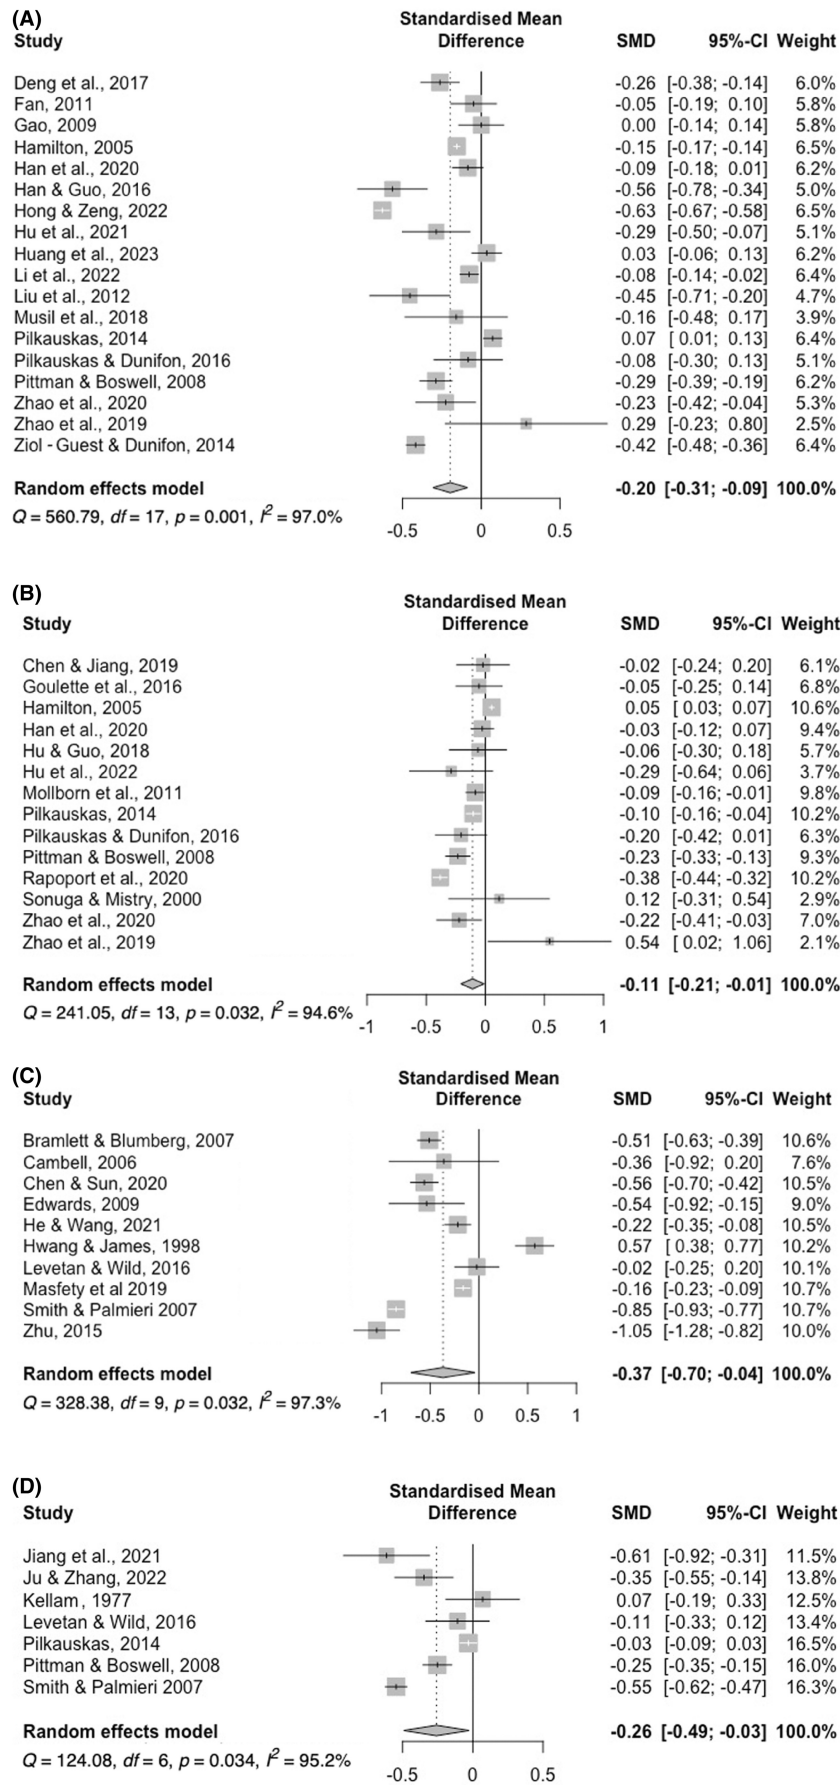 (A)
Standardised Mean
Study Difference SMD 95%-CI Weight
Deng et al., 2017 -0.26 [-0.38; -0.14] 6.0%
Fan, 2011 -0.05 [-0.19; 0.10] 5.8%
Gao, 2009 0.00 [-0.14; 0.14] 5.8%
Hamilton, 2005 -0.15 [-0.17; -0.14] 6.5%
Han et al., 2020 -0.09 [-0.18; 0.01] 6.2%
Han & Guo, 2016 -0.56 [-0.78; -0.34] 5.0%
Hong & Zeng, 2022 -0.63 [-0.67; -0.58] 6.5%
Hu et al., 2021 -0.29 [-0.50; -0.07] 5.1%
Huang et al., 2023 0.03 [-0.06; 0.13] 6.2%
Li et al., 2022 -0.08 [-0.14; -0.02] 6.4%
Liu et al., 2012 -0.45 [-0.71; -0.20] 4.7%
Musil et al., 2018 -0.16 [-0.48; 0.17] 3.9%
Pilkauskas, 2014 0.07 [ 0.01; 0.13] 6.4%
Pilkauskas & Dunifon, 2016 -0.08 [-0.30; 0.13] 5.1%
Pittman & Boswell, 2008 -0.29 [-0.39; -0.19] 6.2%
Zhao et al., 2020 -0.23 [-0.42; -0.04] 5.3%
Zhao et al., 2019 0.29 [-0.23; 0.80] 2.5%
Ziol - Guest & Dunifon, 2014 -0.42 [-0.48; -0.36] 6.4%
Random effects model -0.20 [-0.31; -0.09] 100.0%
Q = 560.79, df = 17, p = 0.001, I² = 97.0%
-0.5 0 0.5
(B)
Standardised Mean
Study Difference SMD 95%-CI Weight
Chen & Jiang, 2019 -0.02 [-0.24; 0.20] 6.1%
Goulette et al., 2016 -0.05 [-0.25; 0.14] 6.8%
Hamilton, 2005 0.05 [ 0.03; 0.07] 10.6%
Han et al., 2020 -0.03 [-0.12; 0.07] 9.4%
Hu & Guo, 2018 -0.06 [-0.30; 0.18] 5.7%
Hu et al., 2022 -0.29 [-0.64; 0.06] 3.7%
Mollborn et al., 2011 -0.09 [-0.16; -0.01] 9.8%
Pilkauskas, 2014 -0.10 [-0.16; -0.04] 10.2%
Pilkauskas & Dunifon, 2016 -0.20 [-0.42; 0.01] 6.3%
Pittman & Boswell, 2008 -0.23 [-0.33; -0.13] 9.3%
Rapoport et al., 2020 -0.38 [-0.44; -0.32] 10.2%
Sonuga & Mistry, 2000 0.12 [-0.31; 0.54] 2.9%
Zhao et al., 2020 -0.22 [-0.41; -0.03] 7.0%
Zhao et al., 2019 0.54 [ 0.02; 1.06] 2.1%
Random effects model -0.11 [-0.21; -0.01] 100.0%
Q = 241.05, df = 13, p = 0.032, I² = 94.6%
-1 -0.5 0 0.5 1
(C)
Standardised Mean
Study Difference SMD 95%-CI Weight
Bramlett & Blumberg, 2007 -0.51 [-0.63; -0.39] 10.6%
Cambell, 2006 -0.36 [-0.92; 0.20] 7.6%
Chen & Sun, 2020 -0.56 [-0.70; -0.42] 10.5%
Edwards, 2009 -0.54 [-0.92; -0.15] 9.0%
He & Wang, 2021 -0.22 [-0.35; -0.08] 10.5%
Hwang & James, 1998 0.57 [ 0.38; 0.77] 10.2%
Levetan & Wild, 2016 -0.02 [-0.25; 0.20] 10.1%
Masfety et al 2019 -0.16 [-0.23; -0.09] 10.7%
Smith & Palmieri 2007 -0.85 [-0.93; -0.77] 10.7%
Zhu, 2015 -1.05 [-1.28; -0.82] 10.0%
Random effects model -0.37 [-0.70; -0.04] 100.0%
Q = 328.38, df = 9, p = 0.032, I² = 97.3%
-1 -0.5 0 0.5 1
(D)
Standardised Mean
Study Difference SMD 95%-CI Weight
Jiang et al., 2021 -0.61 [-0.92; -0.31] 11.5%
Ju & Zhang, 2022 -0.35 [-0.55; -0.14] 13.8%
Kellam, 1977 0.07 [-0.19; 0.33] 12.5%
Levetan & Wild, 2016 -0.11 [-0.33; 0.12] 13.4%
Pilkauskas, 2014 -0.03 [-0.09; 0.03] 16.5%
Pittman & Boswell, 2008 -0.25 [-0.35; -0.15] 16.0%
Smith & Palmieri 2007 -0.55 [-0.62; -0.47] 16.3%
Random effects model -0.26 [-0.49; -0.03] 100.0%
Q = 124.08, df = 6, p = 0.034, I² = 95.2%
-0.5 0 0.5